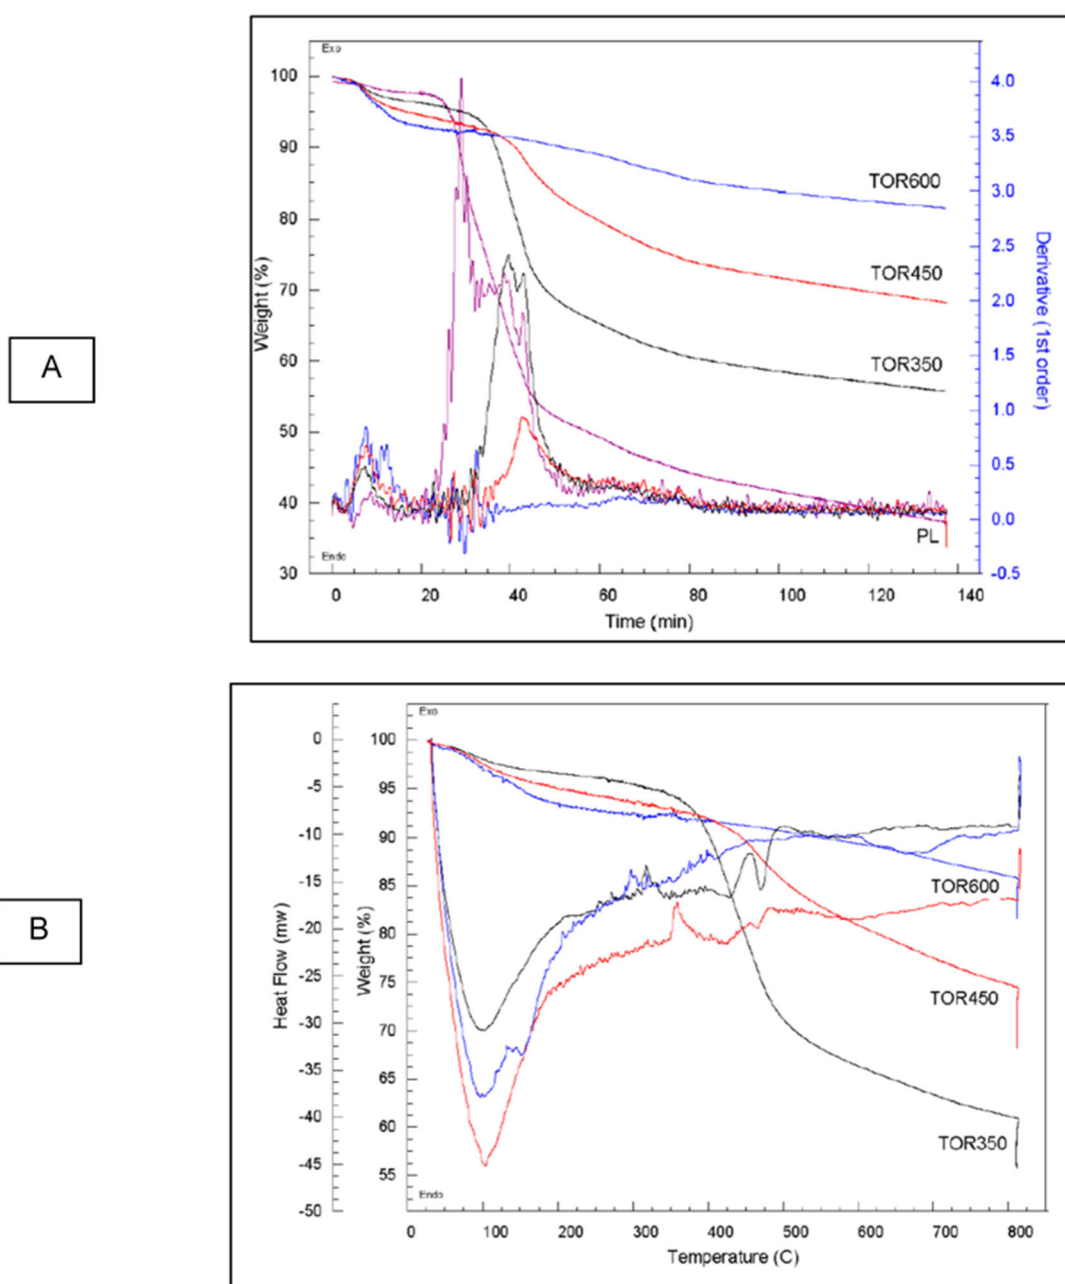 A
Exo
100
90
80
70
60
50
40
30
Weight (%)
Endo
4.0
3.5
3.0
2.5
2.0
1.5
1.0
0.5
0.0
-0.5
Derivative (1st order)
TOR600
TOR450
TOR350
PL
0 20 40 60 80 100 120 140
Time (min)
B
Exo
0
-5
-10
-15
-20
-25
-30
-35
-40
-45
-50
Heat Flow (mw)
100
95
90
85
80
75
70
65
60
55
Weight (%)
Endo
TOR600
TOR450
TOR350
0 100 200 300 400 500 600 700 800
Temperature (C)